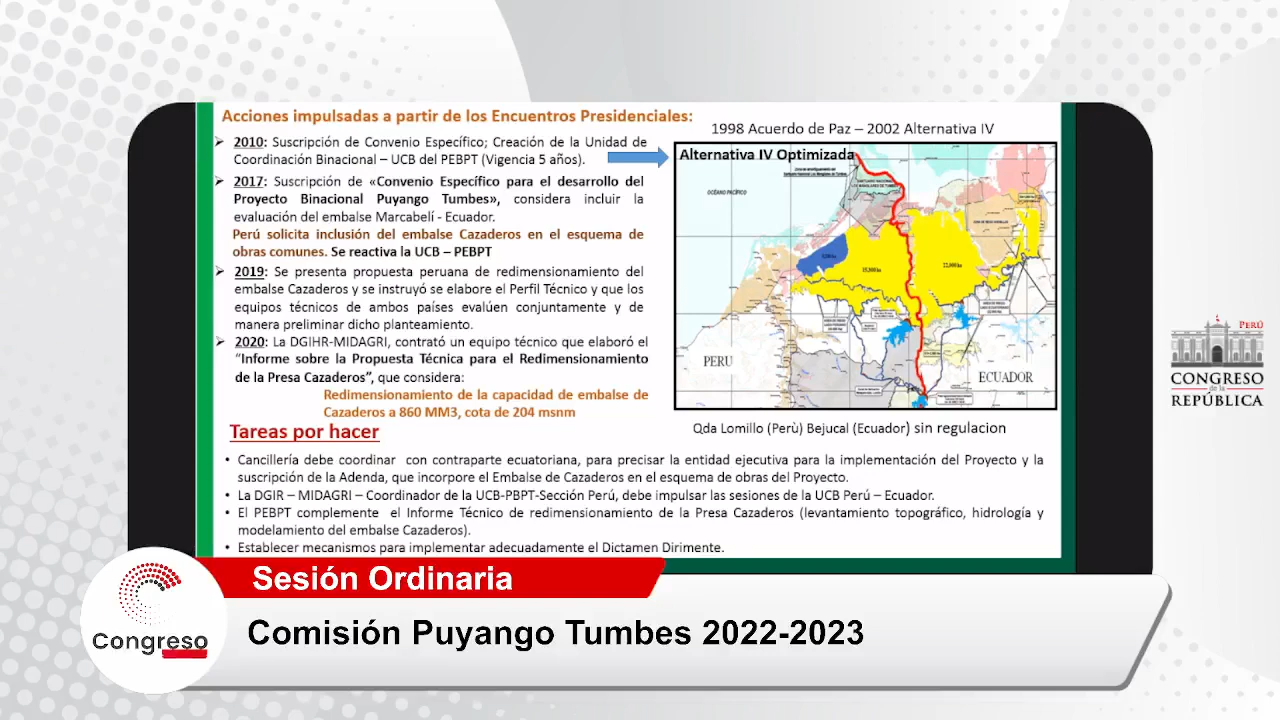 Acciones impulsadas a partir de los Encuentros Presidenciales:
➢ 2010: Suscripción de Convenio Específico; Creación de la Unidad de
Coordinación Binacional – UCB del PEBPT (Vigencia 5 años).
➢ 2017: Suscripción de «Convenio Específico para el desarrollo del
Proyecto Binacional Puyango Tumbes», considera incluir la
evaluación del embalse Marcabelí - Ecuador.
Perú solicita inclusión del embalse Cazaderos en el esquema de
obras comunes. Se reactiva la UCB – PEBPT
➢ 2019: Se presenta propuesta peruana de redimensionamiento del
embalse Cazaderos y se instruyó se elabore el Perfil Técnico y que los
equipos técnicos de ambos países evalúen conjuntamente y de
manera preliminar dicho planteamiento.
➢ 2020: La DGIHR-MIDAGRI, contrató un equipo técnico que elaboró el
“Informe sobre la Propuesta Técnica para el Redimensionamiento
de la Presa Cazaderos”, que considera:
Redimensionamiento de la capacidad de embalse de
Cazaderos a 860 MM3, cota de 204 msnm
1998 Acuerdo de Paz – 2002 Alternativa IV
Alternativa IV Optimizada
OCÉANO PACÍFICO
PERU
ECUADOR
Qda Lomillo (Perù) Bejucal (Ecuador) sin regulacion
Tareas por hacer
• Cancillería debe coordinar con contraparte ecuatoriana, para precisar la entidad ejecutiva para la implementación del Proyecto y la
suscripción de la Adenda, que incorpore el Embalse de Cazaderos en el esquema de obras del Proyecto.
• La DGIR – MIDAGRI – Coordinador de la UCB-PBPT-Sección Perú, debe impulsar las sesiones de la UCB Perú – Ecuador.
• El PEBPT complemente el Informe Técnico de redimensionamiento de la Presa Cazaderos (levantamiento topográfico, hidrología y
modelamiento del embalse Cazaderos).
• Establecer mecanismos para implementar adecuadamente el Dictamen Dirimente.
PERÚ
CONGRESO
de la
REPÚBLICA
Sesión Ordinaria
Congreso
Comisión Puyango Tumbes 2022-2023